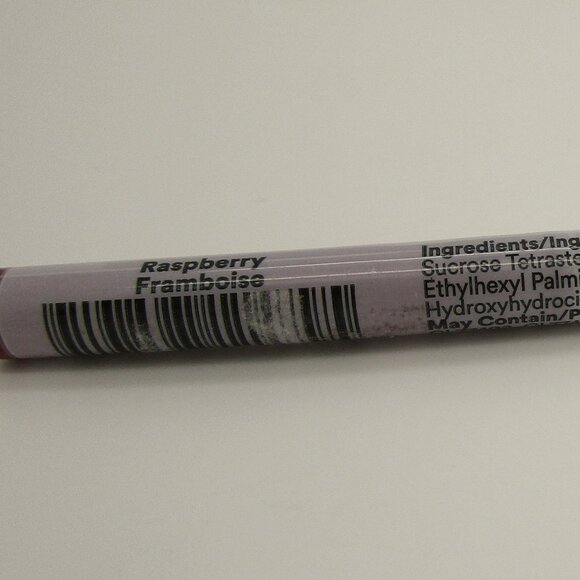 Raspberry
Framboise
Ingredients/Ing
Sucrose Tetraste
Ethylhexyl Palmi
Hydroxyhydroci
May Contain/P